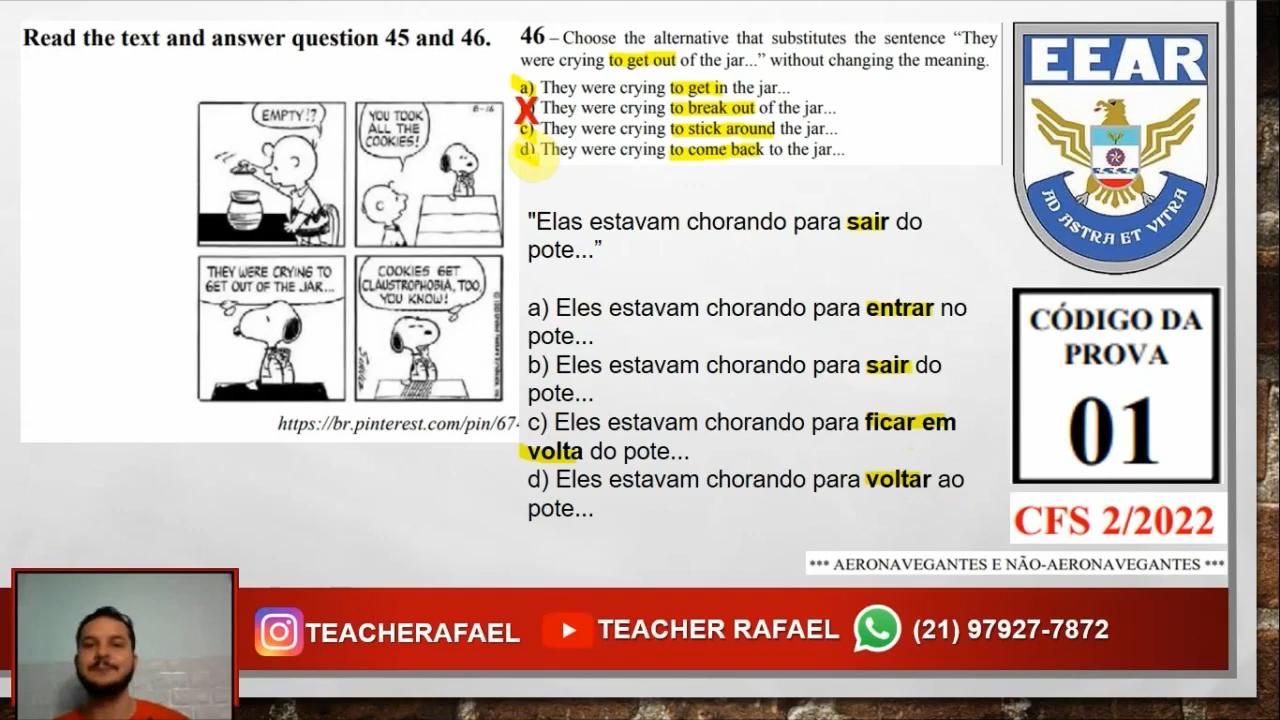 Read the text and answer question 45 and 46.
EMPTY!?
YOU TOOK
ALL THE
COOKIES!
8-16
THEY WERE CRYING TO
GET OUT OF THE JAR...
COOKIES GET
CLAUSTROPHOBIA, TOO,
YOU KNOW!
https://br.pinterest.com/pin/67
46 – Choose the alternative that substitutes the sentence “They
were crying to get out of the jar...” without changing the meaning.
a) They were crying to get in the jar...
They were crying to break out of the jar...
c) They were crying to stick around the jar...
d) They were crying to come back to the jar...
"Elas estavam chorando para sair do
pote...”
a) Eles estavam chorando para entrar no
pote...
b) Eles estavam chorando para sair do
pote...
c) Eles estavam chorando para ficar em
volta do pote...
d) Eles estavam chorando para voltar ao
pote...
EEAR
AD ASTRA ET VITRA
CÓDIGO DA
PROVA
01
CFS 2/2022
*** AERONAVEGANTES E NÃO-AERONAVEGANTES ***
TEACHERAFAEL
TEACHER RAFAEL
(21) 97927-7872